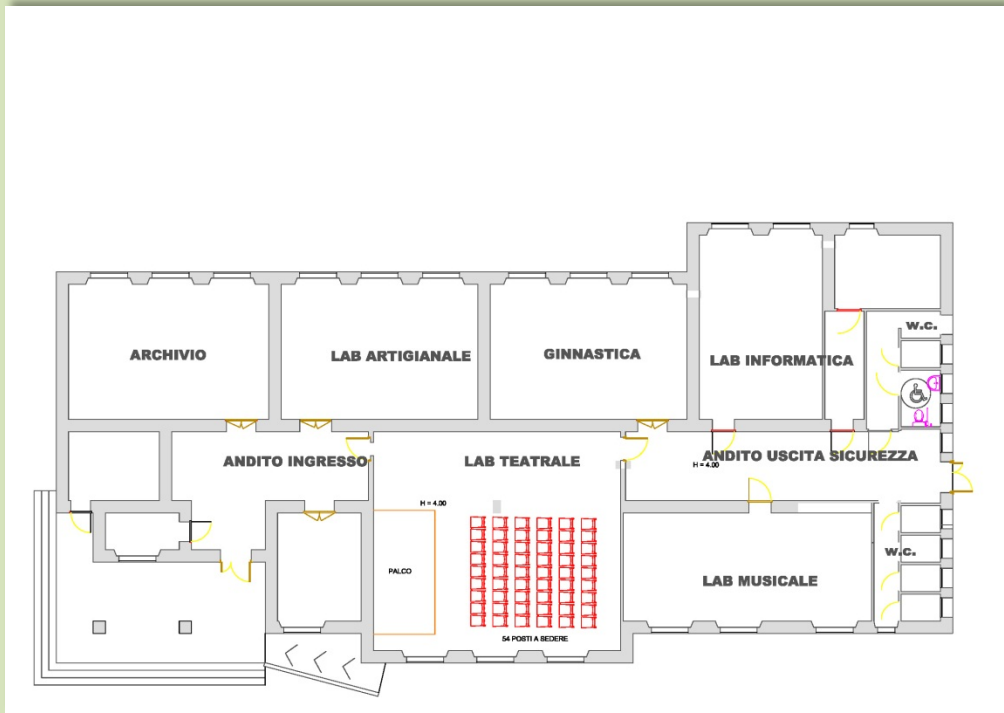 W.C.
ARCHIVIO
LAB ARTIGIANALE
GINNASTICA
LAB INFORMATICA
ANDITO INGRESSO
LAB TEATRALE
ANDITO USCITA SICUREZZA
H = 4.00
H = 4.00
W.C.
PALCO
LAB MUSICALE
54 POSTI A SEDERE